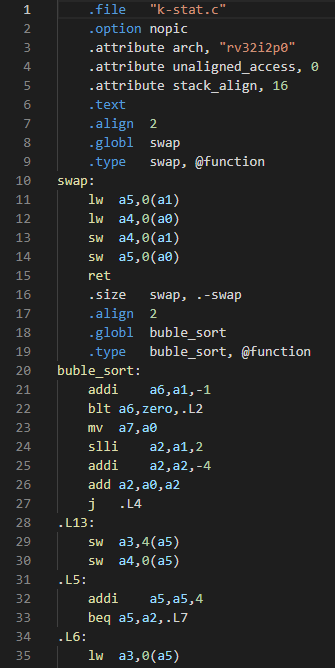 1 .file "k-stat.c"
2 .option nopic
3 .attribute arch, "rv32i2p0"
4 .attribute unaligned_access, 0
5 .attribute stack_align, 16
6 .text
7 .align 2
8 .globl swap
9 .type swap, @function
10 swap:
11 lw a5,0(a1)
12 lw a4,0(a0)
13 sw a4,0(a1)
14 sw a5,0(a0)
15 ret
16 .size swap, .-swap
17 .align 2
18 .globl buble_sort
19 .type buble_sort, @function
20 buble_sort:
21 addi a6,a1,-1
22 blt a6,zero,.L2
23 mv a7,a0
24 slli a2,a1,2
25 addi a2,a2,-4
26 add a2,a0,a2
27 j .L4
28 .L13:
29 sw a3,4(a5)
30 sw a4,0(a5)
31 .L5:
32 addi a5,a5,4
33 beq a5,a2,.L7
34 .L6:
35 lw a3,0(a5)